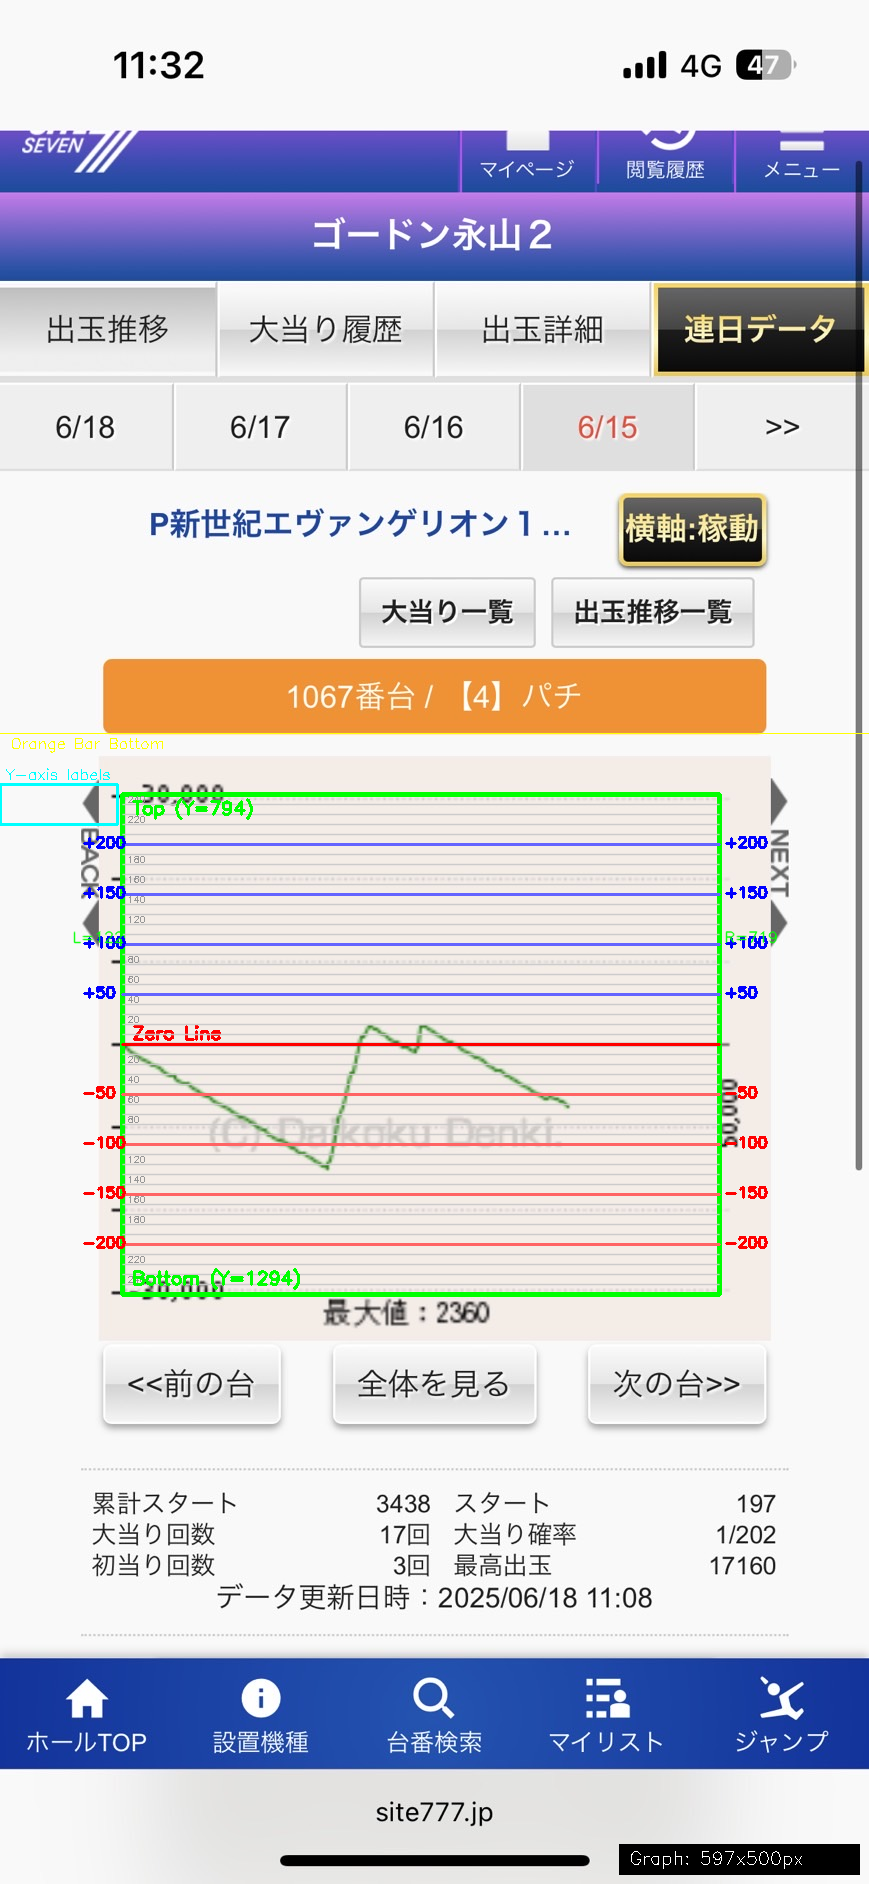 11:32 4G 47
SEVEN
マイページ 閲覧履歴 メニュー
ゴードン永山２
出玉推移 大当り履歴 出玉詳細 連日データ
6/18 6/17 6/16 6/15 >>
P新世紀エヴァンゲリオン１... 横軸:稼動
大当り一覧 出玉推移一覧
1067番台 / 【4】パチ
Orange Bar Bottom
Y-axis labels
30,000
Top (Y=794)
220
BACK
NEXT
+200 +200
180
160
+150 +150
140
120
+100 +100
80
60
+50 +50
40
20
Zero Line
20
40
-50 -50
60
80
50,000
(C) Daikoku Denki.
-100 -100
120
140
-150 -150
160
180
-200 -200
220
Bottom (Y=1294)
-30,000
最大値：2360
<<前の台 全体を見る 次の台>>
累計スタート 3438 スタート 197
大当り回数 17回 大当り確率 1/202
初当り回数 3回 最高出玉 17160
データ更新日時：2025/06/18 11:08
ホールTOP 設置機種 台番検索 マイリスト ジャンプ
site777.jp
Graph: 597x500px